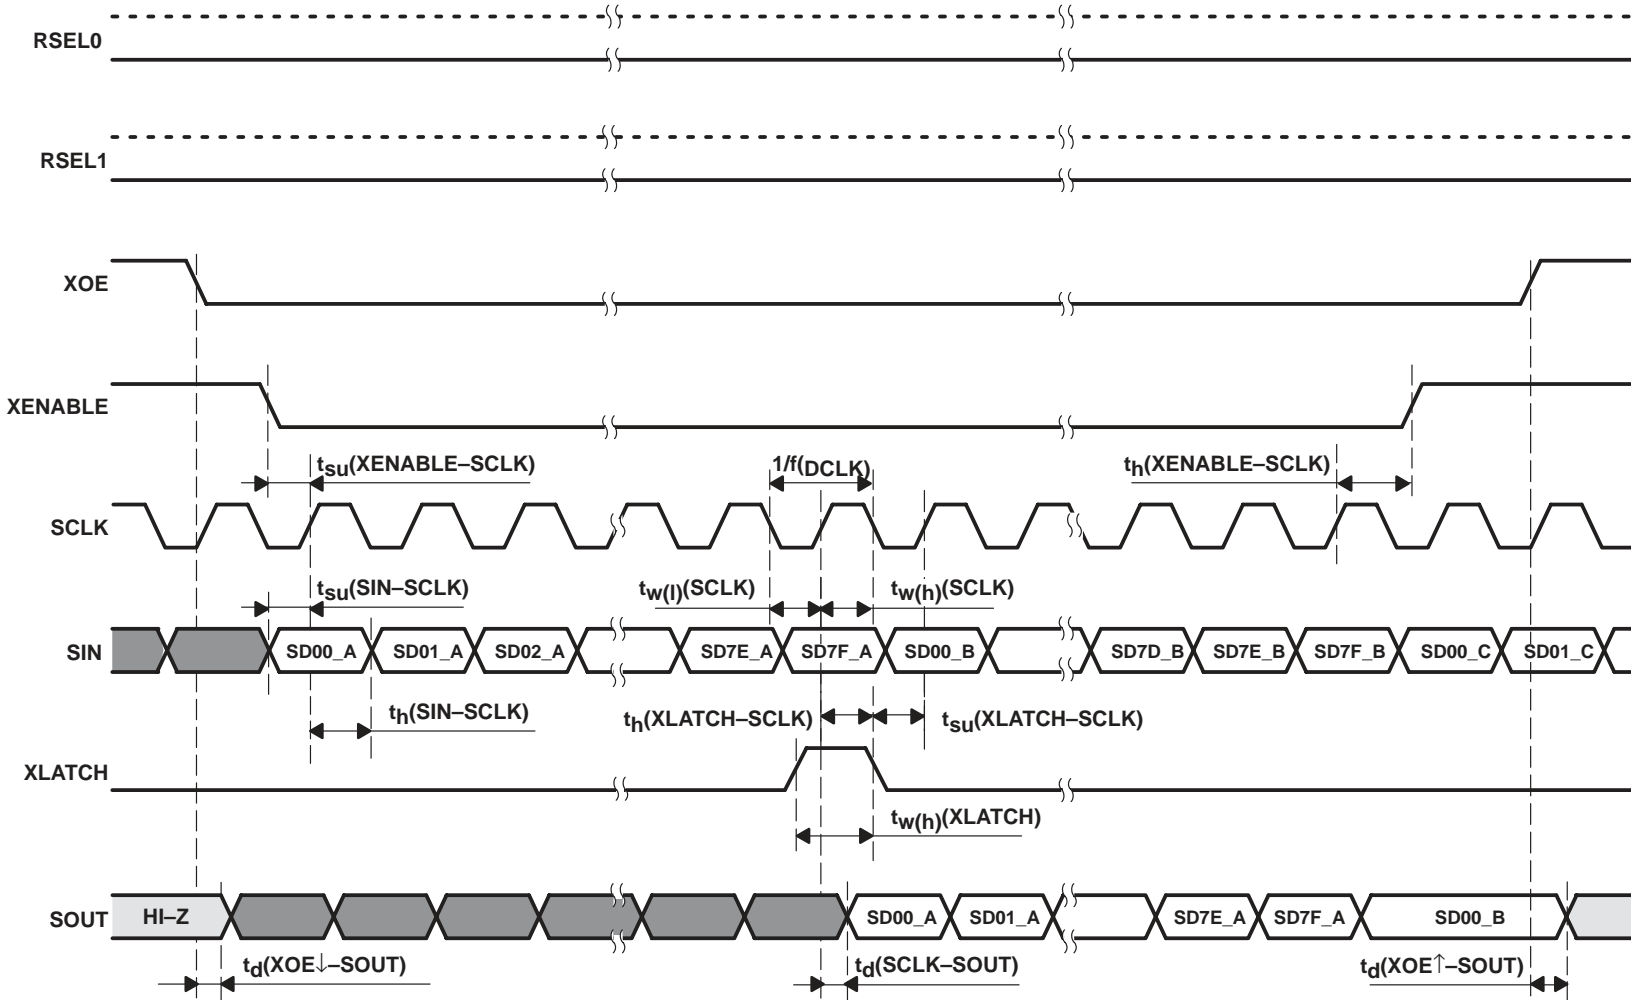 RSEL0
RSEL1
XOE
XENABLE
tsu(XENABLE–SCLK)
1/f(DCLK)
th(XENABLE–SCLK)
SCLK
tsu(SIN–SCLK)
tw(l)(SCLK)
tw(h)(SCLK)
SIN
SD00_A
SD01_A
SD02_A
SD7E_A
SD7F_A
SD00_B
SD7D_B
SD7E_B
SD7F_B
SD00_C
SD01_C
th(SIN–SCLK)
th(XLATCH–SCLK)
tsu(XLATCH–SCLK)
XLATCH
tw(h)(XLATCH)
SOUT
HI–Z
SD00_A
SD01_A
SD7E_A
SD7F_A
SD00_B
td(XOE↓–SOUT)
td(SCLK–SOUT)
td(XOE↑–SOUT)